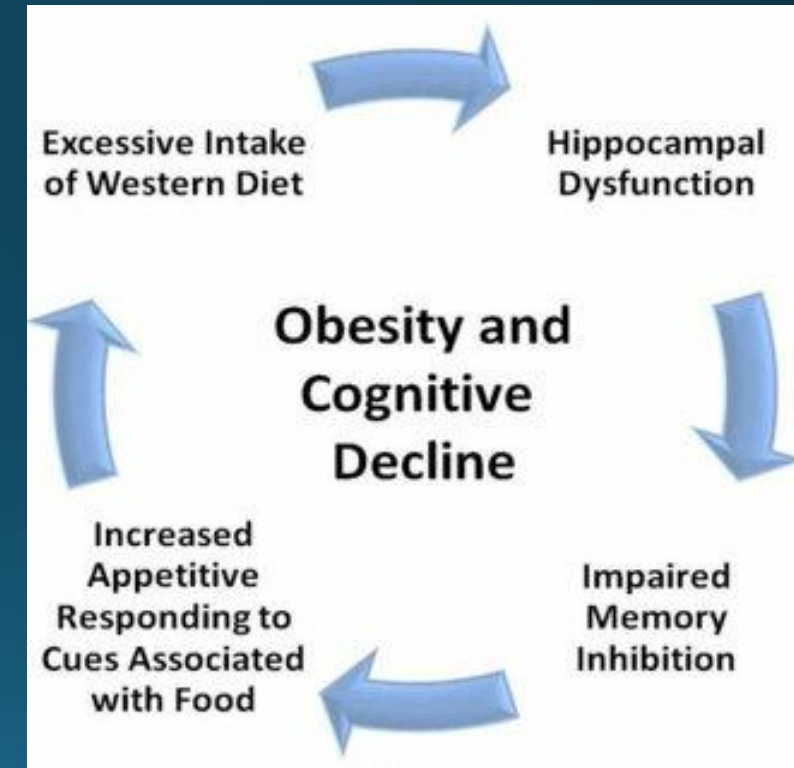 Excessive Intake
of Western Diet
Hippocampal
Dysfunction
Obesity and
Cognitive
Decline
Increased
Appetitive
Responding to
Cues Associated
with Food
Impaired
Memory
Inhibition